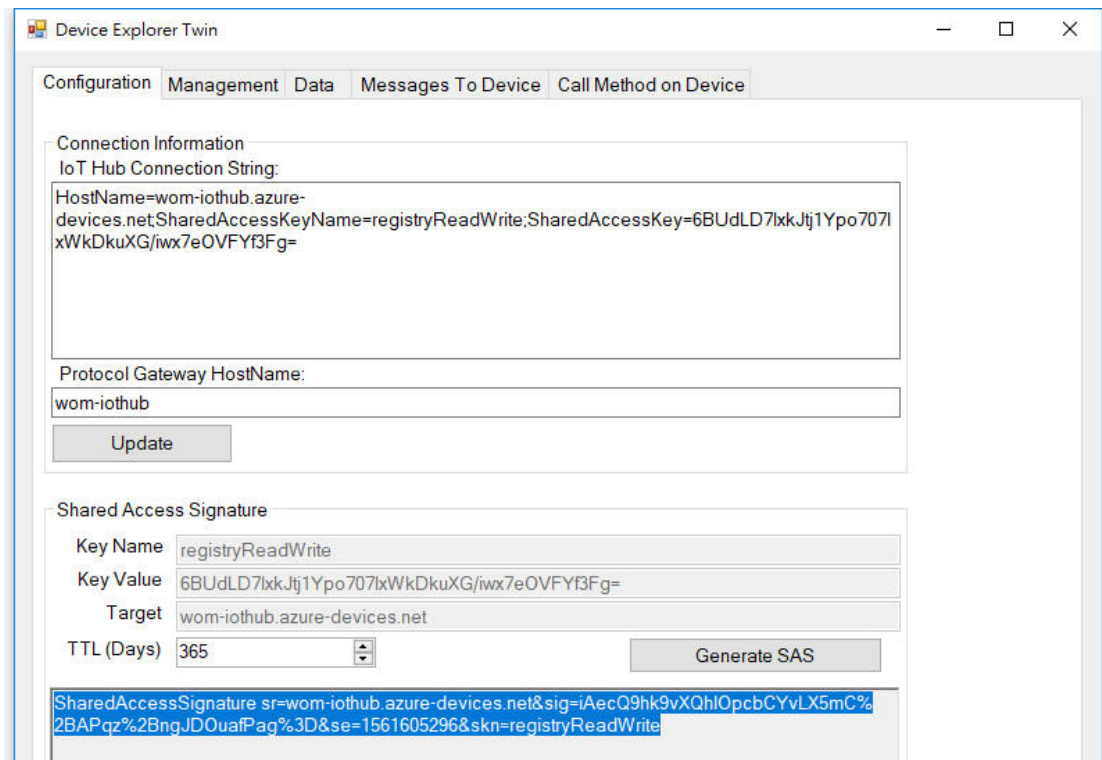 Device Explorer Twin
Configuration Management Data Messages To Device Call Method on Device
Connection Information
IoT Hub Connection String:
HostName=wom-iothub.azure-
devices.net;SharedAccessKeyName=registryReadWrite;SharedAccessKey=6BUdLD7lxkJtj1Ypo707l
xWkDkuXG/iwx7eOVFYf3Fg=
Protocol Gateway HostName:
wom-iothub
Update
Shared Access Signature
Key Name registryReadWrite
Key Value 6BUdLD7lxkJtj1Ypo707lxWkDkuXG/iwx7eOVFYf3Fg=
Target wom-iothub.azure-devices.net
TTL (Days) 365
Generate SAS
SharedAccessSignature sr=wom-iothub.azure-devices.net&sig=iAecQ9hk9vXQhlOpcbCYvLX5mC%
2BAPqz%2BngJDOuafPag%3D&se=1561605296&skn=registryReadWrite